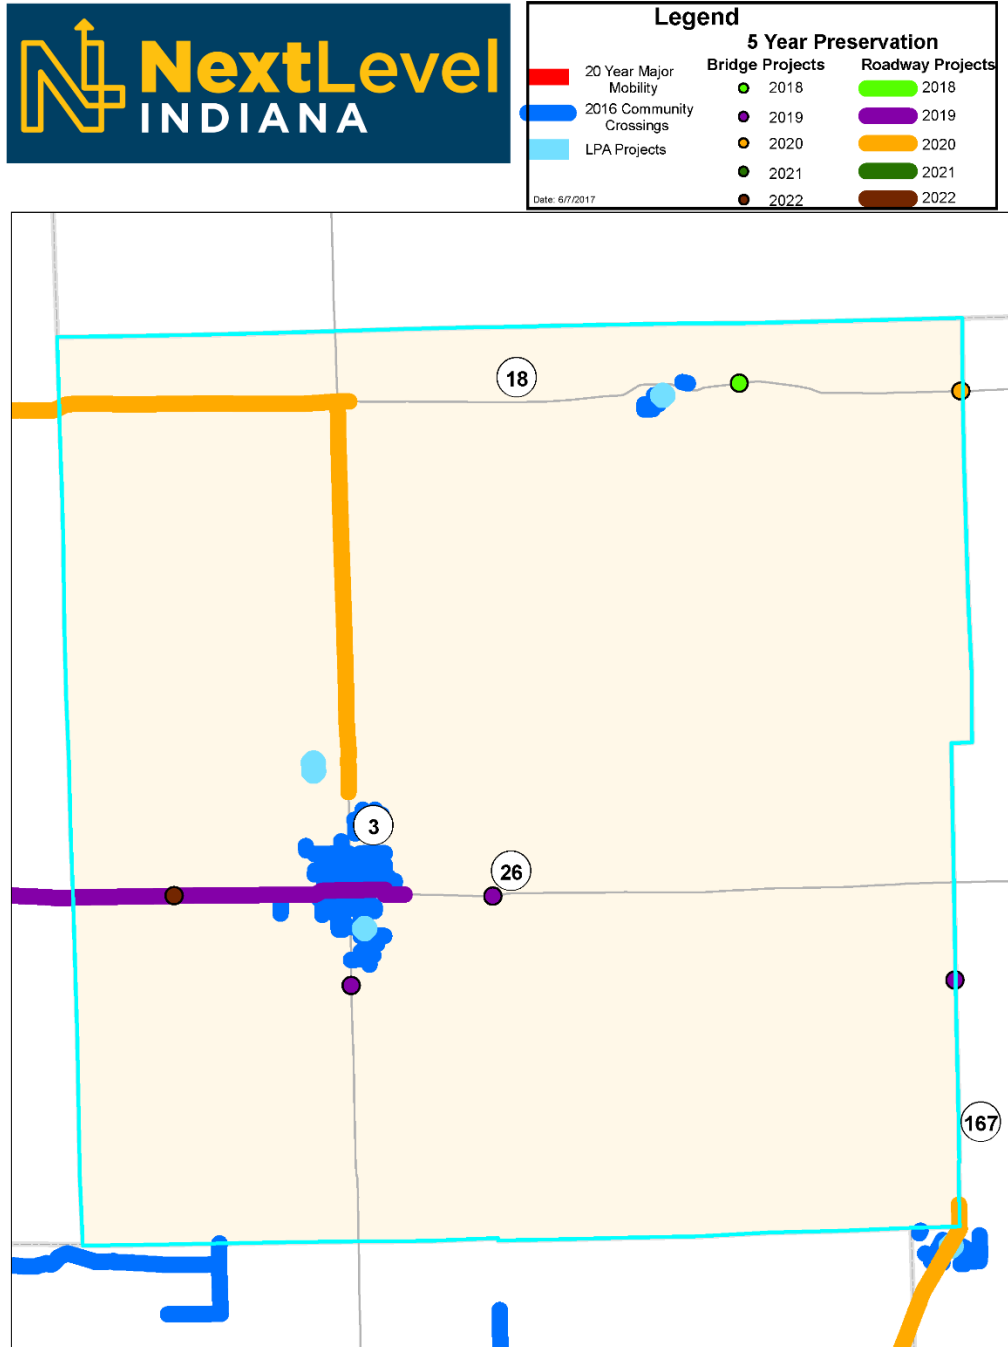 NextLevel
INDIANA
Legend
5 Year Preservation
Bridge Projects
Roadway Projects
20 Year Major
Mobility
2016 Community
Crossings
LPA Projects
2018
2019
2020
2021
2022
2018
2019
2020
2021
2022
Date: 6/7/2017
18
3
26
167